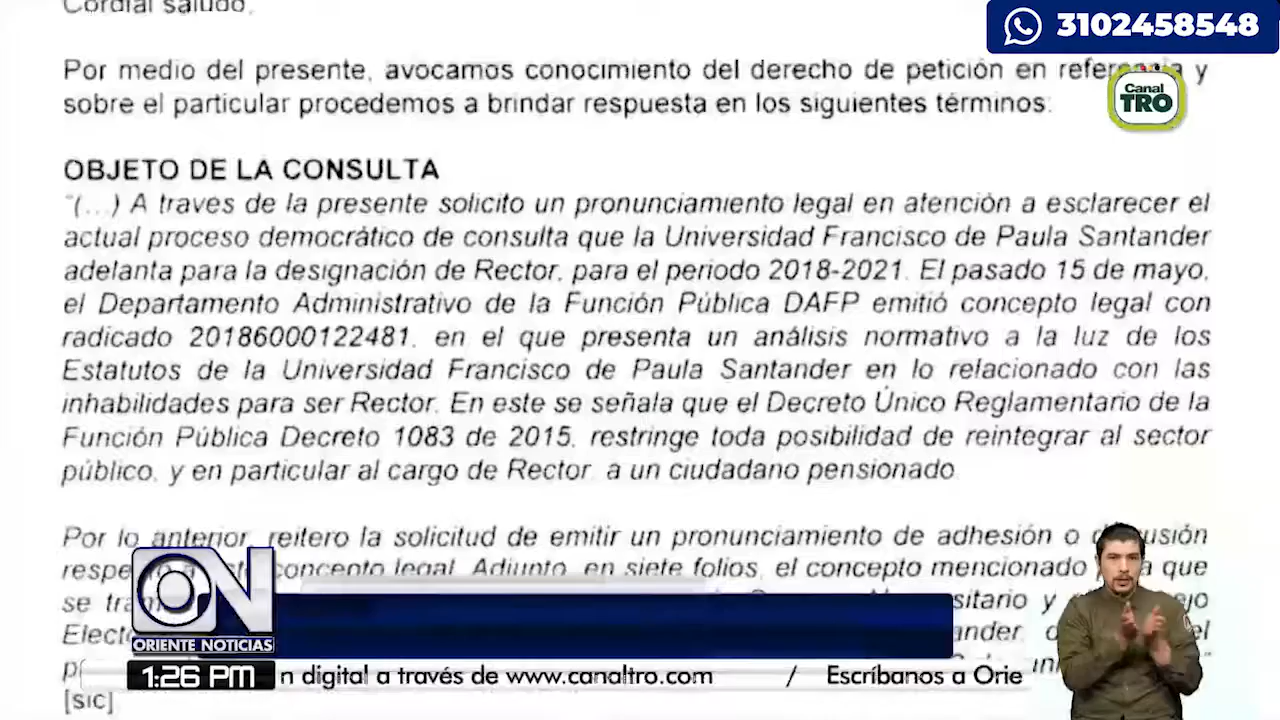 Cordial saludo,
3102458548
Por medio del presente, avocamos conocimiento del derecho de petición en referencia y
sobre el particular procedemos a brindar respuesta en los siguientes términos:
Canal
TRO
OBJETO DE LA CONSULTA
"(...) A traves de la presente solicito un pronunciamiento legal en atención a esclarecer el
actual proceso democrático de consulta que la Universidad Francisco de Paula Santander
adelanta para la designación de Rector, para el periodo 2018-2021. El pasado 15 de mayo,
el Departamento Administrativo de la Función Pública DAFP emitió concepto legal con
radicado 20186000122481, en el que presenta un análisis normativo a la luz de los
Estatutos de la Universidad Francisco de Paula Santander en lo relacionado con las
inhabilidades para ser Rector. En este se señala que el Decreto Único Reglamentario de la
Función Pública Decreto 1083 de 2015, restringe toda posibilidad de reintegrar al sector
público, y en particular al cargo de Rector, a un ciudadano pensionado
Por lo anterior, reitero la solicitud de emitir un pronunciamiento de adhesión o
concepto legal. Adjunto, en siete folios, el concepto mencionado que
se
ON
ORIENTE NOTICIAS
1:26 PM
n digital a través de www.canaltro.com / Escríbanos a Orie
[SIC]